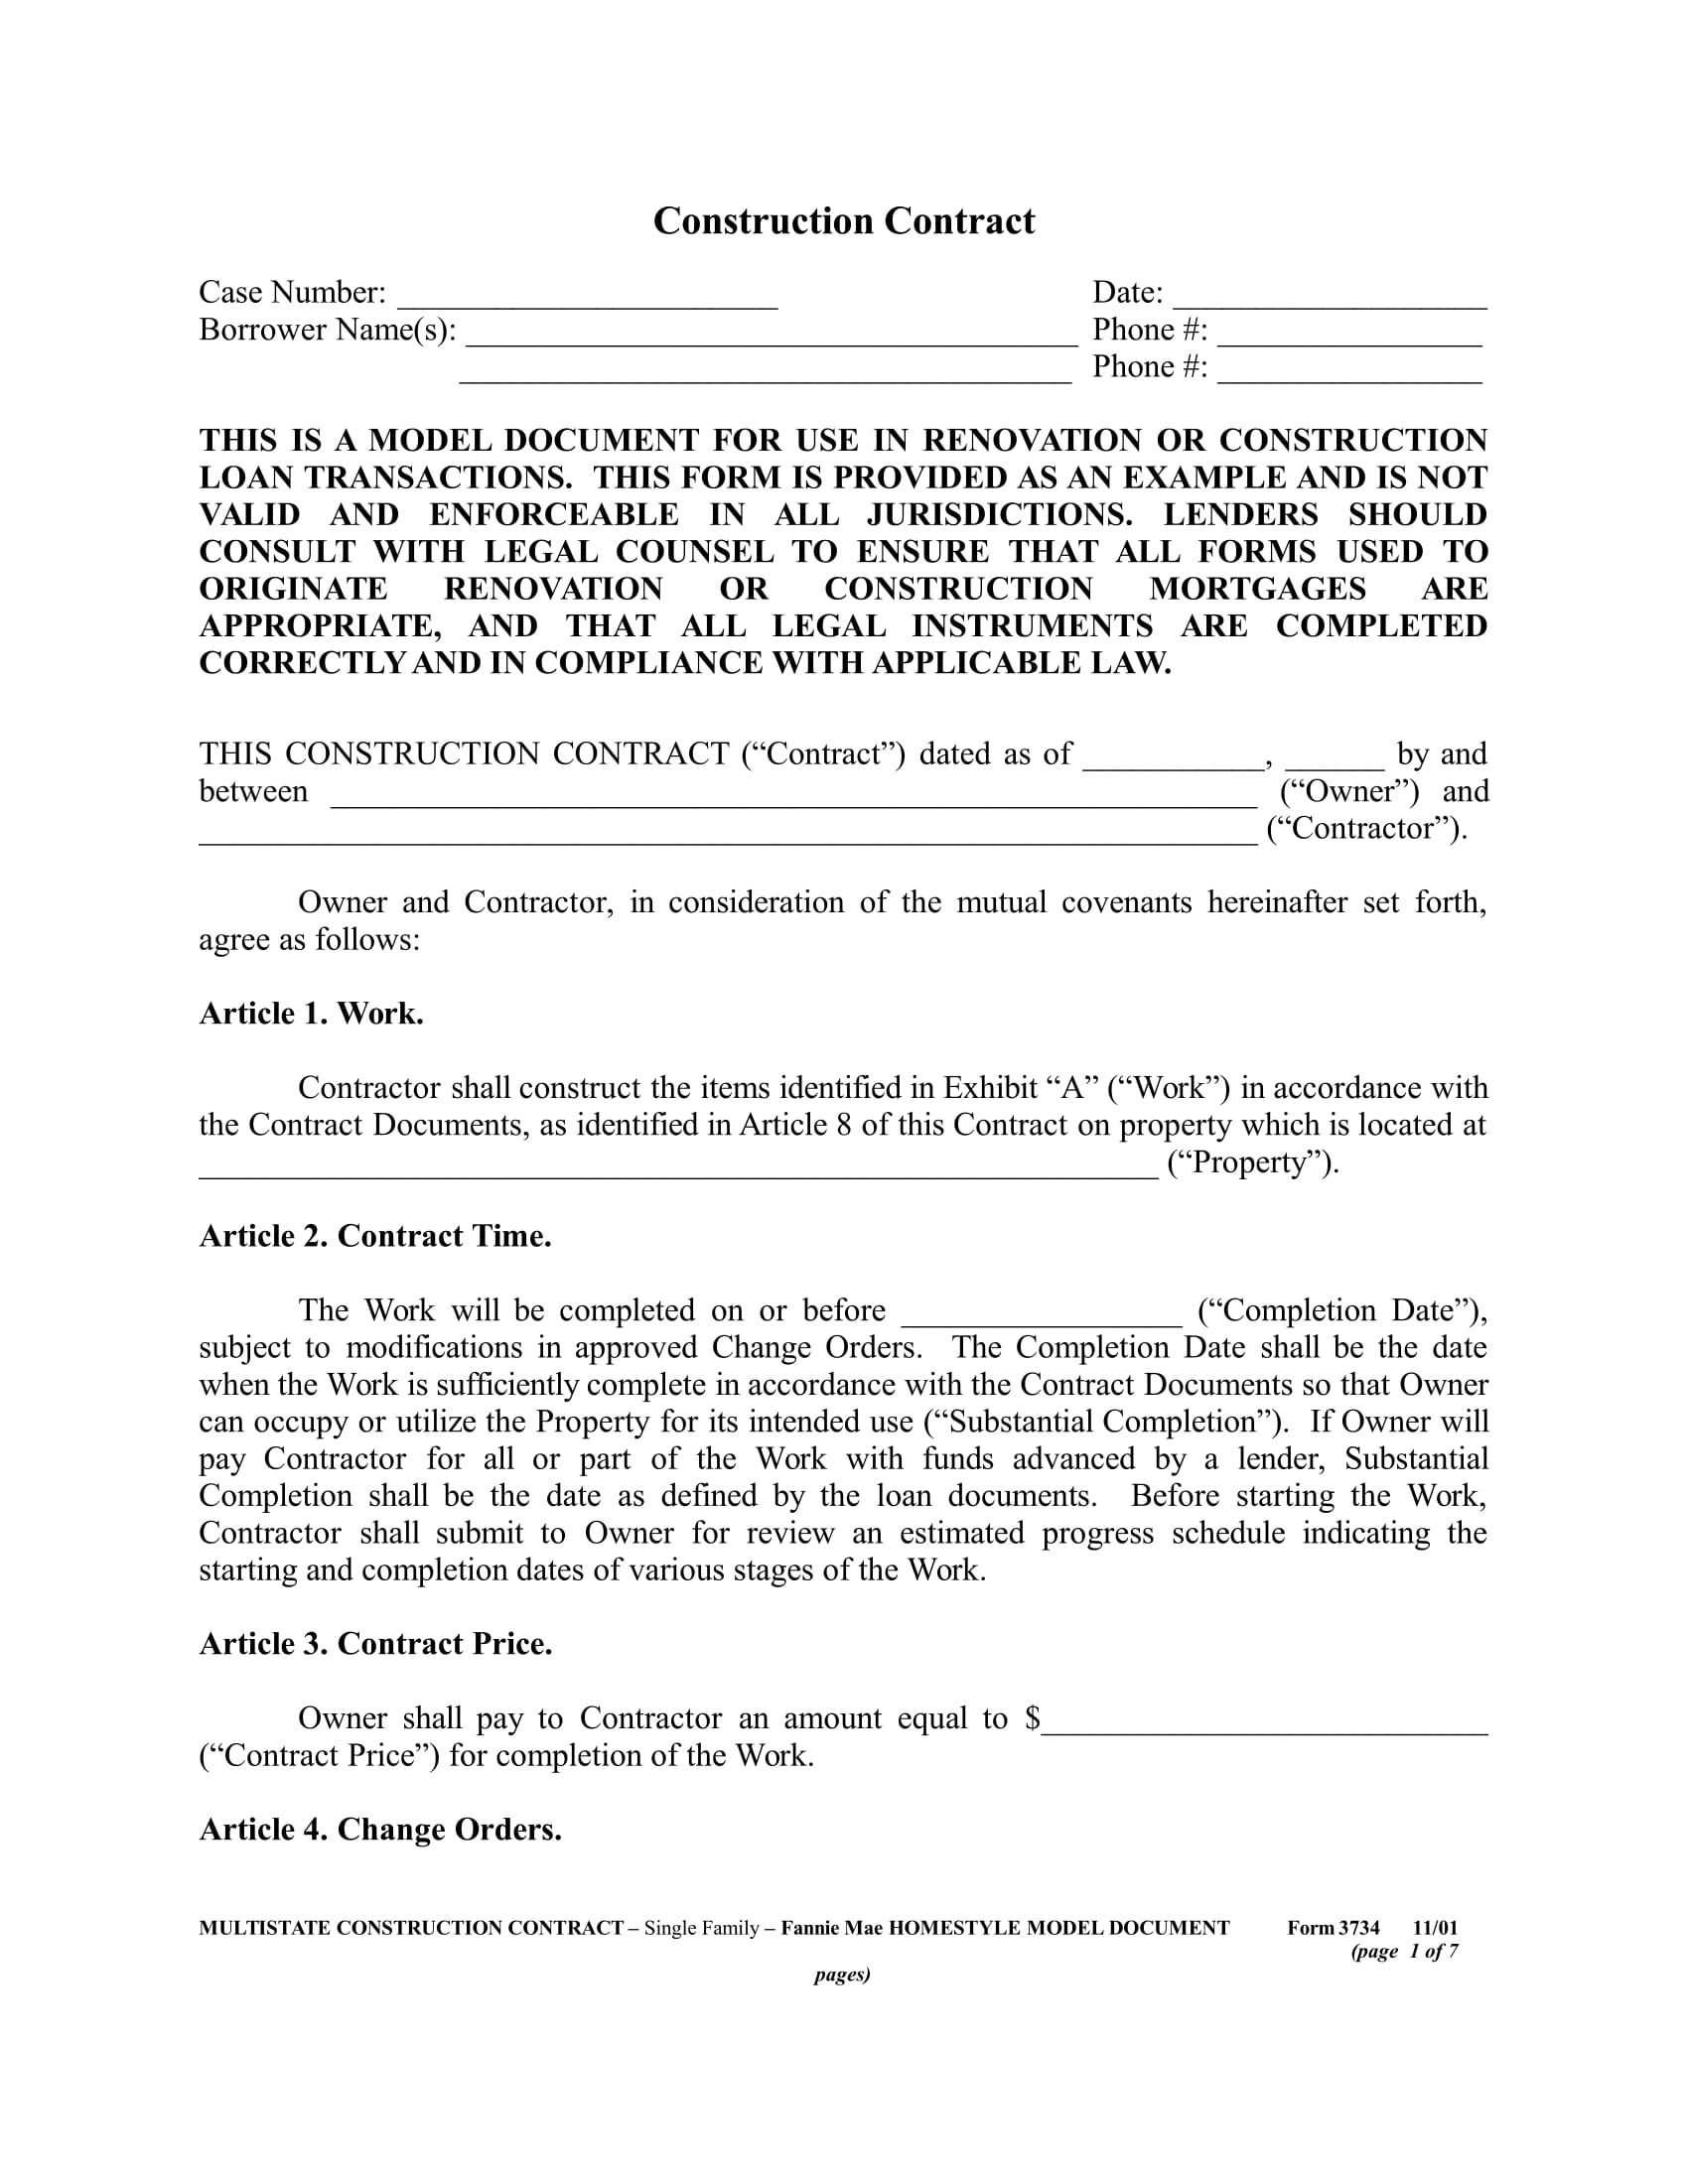 Construction Contract
Case Number: _______________________ Date: ___________________
Borrower Name(s): _____________________________________ Phone #: ________________
_____________________________________ Phone #: ________________
THIS IS A MODEL DOCUMENT FOR USE IN RENOVATION OR CONSTRUCTION
LOAN TRANSACTIONS. THIS FORM IS PROVIDED AS AN EXAMPLE AND IS NOT
VALID AND ENFORCEABLE IN ALL JURISDICTIONS. LENDERS SHOULD
CONSULT WITH LEGAL COUNSEL TO ENSURE THAT ALL FORMS USED TO
ORIGINATE RENOVATION OR CONSTRUCTION MORTGAGES ARE
APPROPRIATE, AND THAT ALL LEGAL INSTRUMENTS ARE COMPLETED
CORRECTLY AND IN COMPLIANCE WITH APPLICABLE LAW.
THIS CONSTRUCTION CONTRACT (“Contract”) dated as of ___________, ______ by and
between ________________________________________________________ (“Owner”) and
________________________________________________________________ (“Contractor”).
Owner and Contractor, in consideration of the mutual covenants hereinafter set forth,
agree as follows:
Article 1. Work.
Contractor shall construct the items identified in Exhibit “A” (“Work”) in accordance with
the Contract Documents, as identified in Article 8 of this Contract on property which is located at
__________________________________________________________ (“Property”).
Article 2. Contract Time.
The Work will be completed on or before _________________ (“Completion Date”),
subject to modifications in approved Change Orders. The Completion Date shall be the date
when the Work is sufficiently complete in accordance with the Contract Documents so that Owner
can occupy or utilize the Property for its intended use (“Substantial Completion”). If Owner will
pay Contractor for all or part of the Work with funds advanced by a lender, Substantial
Completion shall be the date as defined by the loan documents. Before starting the Work,
Contractor shall submit to Owner for review an estimated progress schedule indicating the
starting and completion dates of various stages of the Work.
Article 3. Contract Price.
Owner shall pay to Contractor an amount equal to $___________________________
(“Contract Price”) for completion of the Work.
Article 4. Change Orders.
MULTISTATE CONSTRUCTION CONTRACT – Single Family – Fannie Mae HOMESTYLE MODEL DOCUMENT Form 3734 11/01
(page 1 of 7
pages)